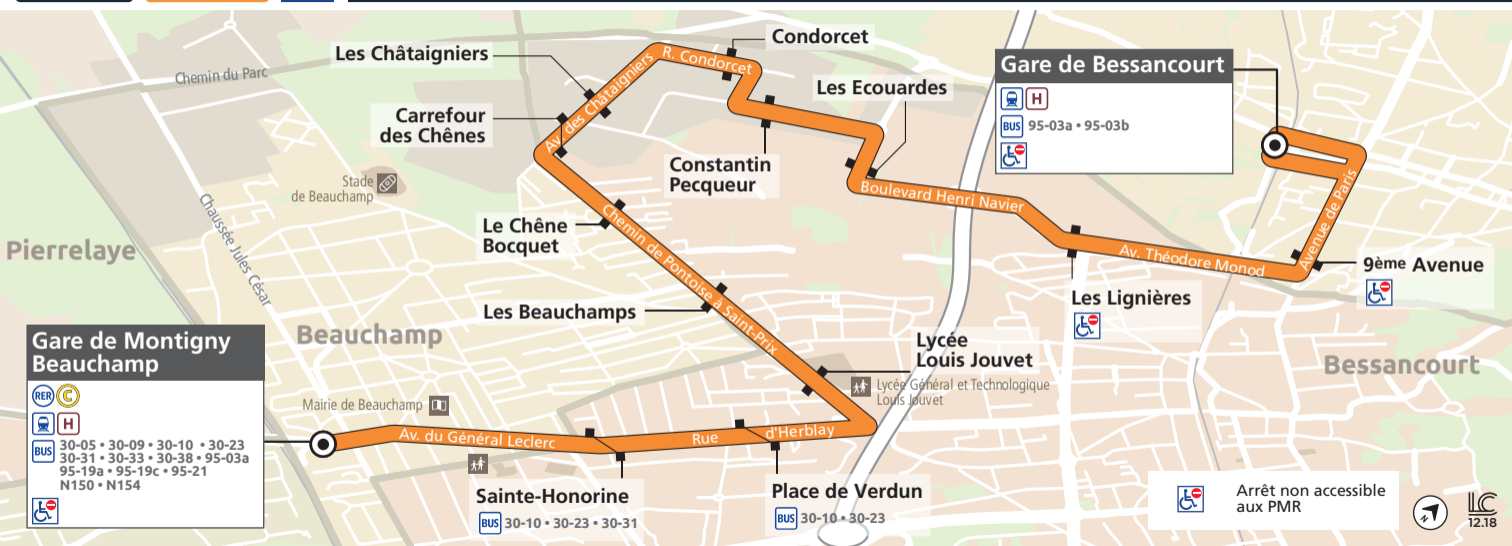 Condorcet
Les Châtaigniers
R. Condorcet
Gare de Bessancourt
H
BUS 95-03a • 95-03b
Chemin du Parc
Av. des Châtaigniers
Les Ecouardes
Carrefour
des Chênes
Constantin
Pecqueur
Stade
de Beauchamp
Boulevard Henri Navier
Avenue de Paris
Chaussée Jules César
Le Chêne
Bocquet
Chemin de Pontoise à Saint-Prix
Pierrelaye
Av. Théodore Monod
9ème Avenue
Les Lignières
Les Beauchamps
Beauchamp
Gare de Montigny
Beauchamp
RER C
H
BUS 30-05 • 30-09 • 30-10 • 30-23
30-31 • 30-33 • 30-38 • 95-03a
95-19a • 95-19c • 95-21
N150 • N154
Lycée
Louis Jouvet
Lycée Général et Technologique
Louis Jouvet
Bessancourt
Mairie de Beauchamp
Av. du Général Leclerc
Rue d'Herblay
Sainte-Honorine
BUS 30-10 • 30-23 • 30-31
Place de Verdun
BUS 30-10 • 30-23
Arrêt non accessible
aux PMR
N
LC
12.18